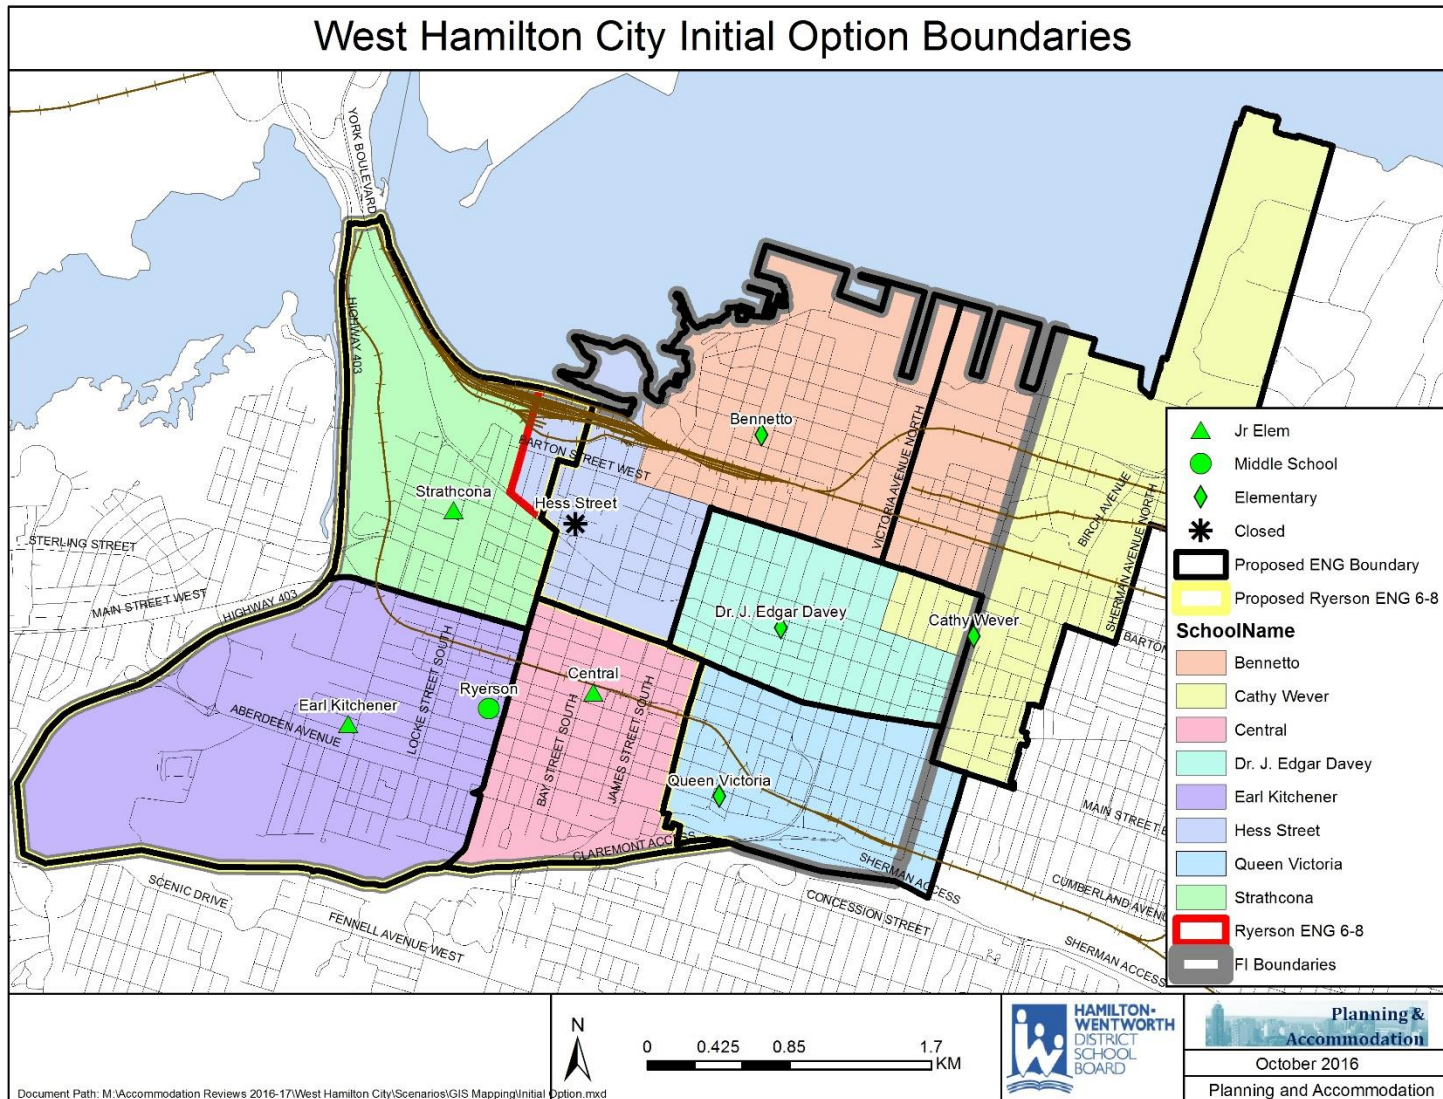 West Hamilton City Initial Option Boundaries
YORK BOULEVARD
HIGHWAY 403
Bennetto
BARTON STREET WEST
VICTORIA AVENUE NORTH
BIRCH AVENUE
SHERMAN AVENUE NORTH
Strathcona
Hess Street
STERLING STREET
MAIN STREET WEST
HIGHWAY 403
Dr. J. Edgar Davey
Cathy Wever
BARTON
LOCKE STREET SOUTH
Ryerson
Central
Earl Kitchener
ABERDEEN AVENUE
BAY STREET SOUTH
JAMES STREET SOUTH
Queen Victoria
MAIN STREET E
CLAREMONT ACCESS
SHERMAN ACCESS
SCENIC DRIVE
CONCESSION STREET
CUMBERLAND AVENU
FENNELL AVENUE WEST
SHERMAN ACCESS
Jr Elem
Middle School
Elementary
Closed
Proposed ENG Boundary
Proposed Ryerson ENG 6-8
SchoolName
Bennetto
Cathy Wever
Central
Dr. J. Edgar Davey
Earl Kitchener
Hess Street
Queen Victoria
Strathcona
Ryerson ENG 6-8
FI Boundaries
N
0 0.425 0.85 1.7
KM
HAMILTON-
WENTWORTH
DISTRICT
SCHOOL
BOARD
Planning &
Accommodation
October 2016
Planning and Accommodation
Document Path: M:\Accommodation Reviews 2016-17\West Hamilton City\Scenarios\GIS Mapping\Initial Option.mxd